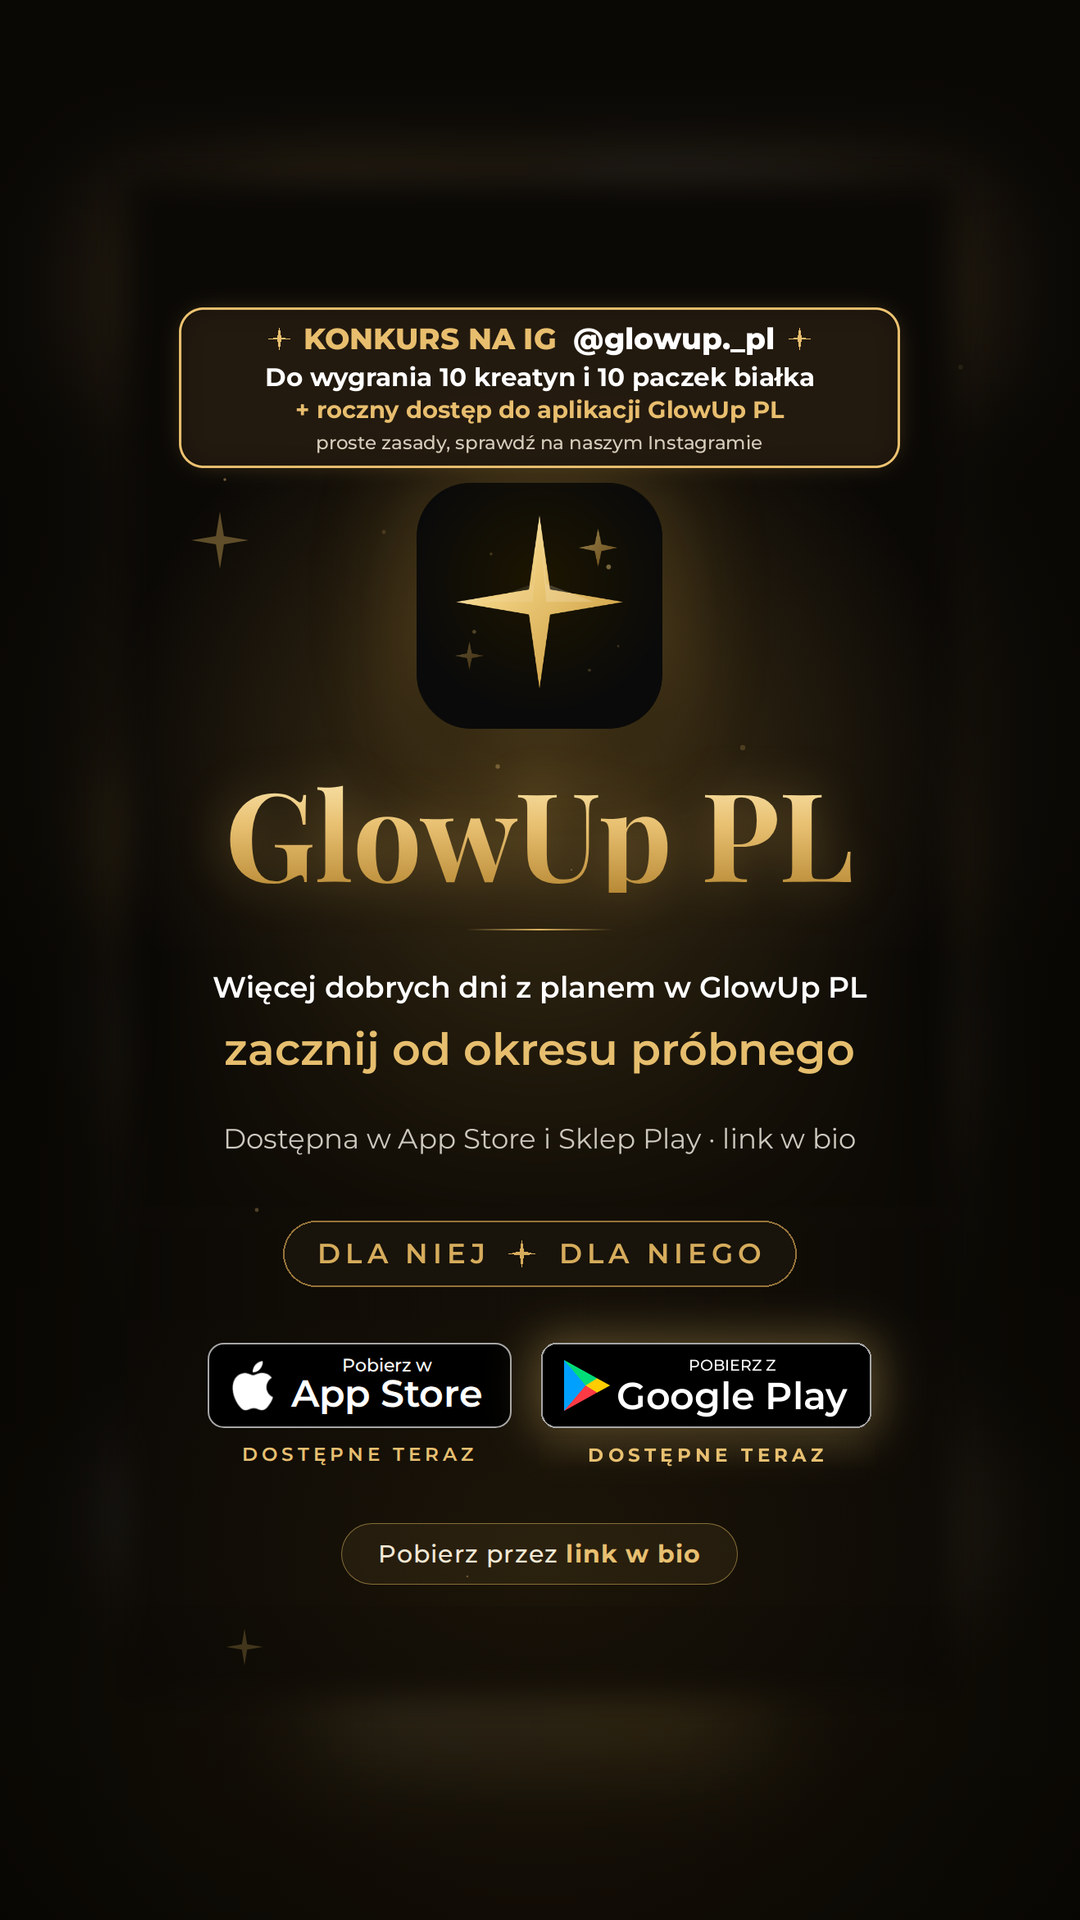 KONKURS NA IG @glowup._pl
Do wygrania 10 kreatyn i 10 paczek białka
+ roczny dostęp do aplikacji GlowUp PL
proste zasady, sprawdź na naszym Instagramie
GlowUp PL
Więcej dobrych dni z planem w GlowUp PL
zacznij od okresu próbnego
Dostępna w App Store i Sklep Play · link w bio
DLA NIEJ DLA NIEGO
Pobierz w
App Store
DOSTĘPNE TERAZ
POBIERZ Z
Google Play
DOSTĘPNE TERAZ
Pobierz przez link w bio